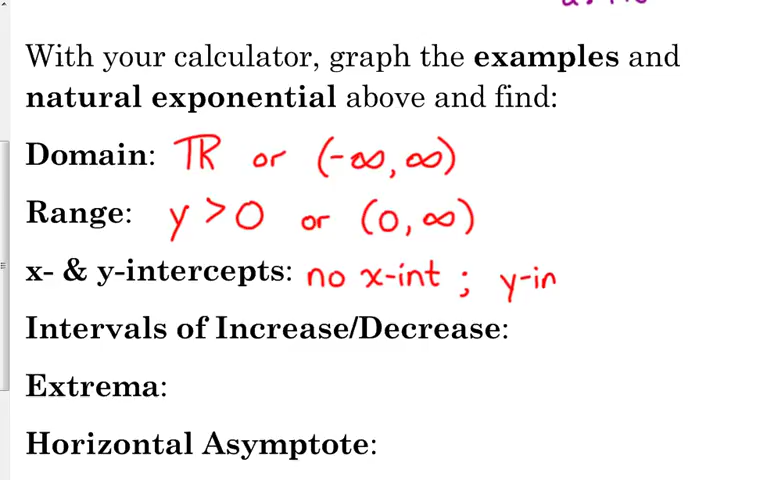 With your calculator, graph the examples and
natural exponential above and find:
Domain: ℝ or (-∞, ∞)
Range: y > 0 or (0, ∞)
x- & y-intercepts: no x-int ; y-in
Intervals of Increase/Decrease:
Extrema:
Horizontal Asymptote: